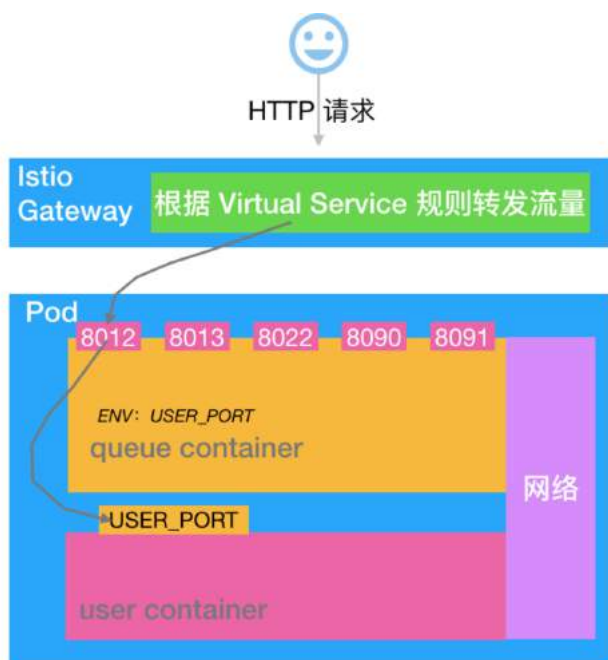 HTTP 请求
Istio
Gateway
根据 Virtual Service 规则转发流量
Pod
8012 8013 8022 8090 8091
ENV: USER_PORT
queue container
网络
USER_PORT
user container